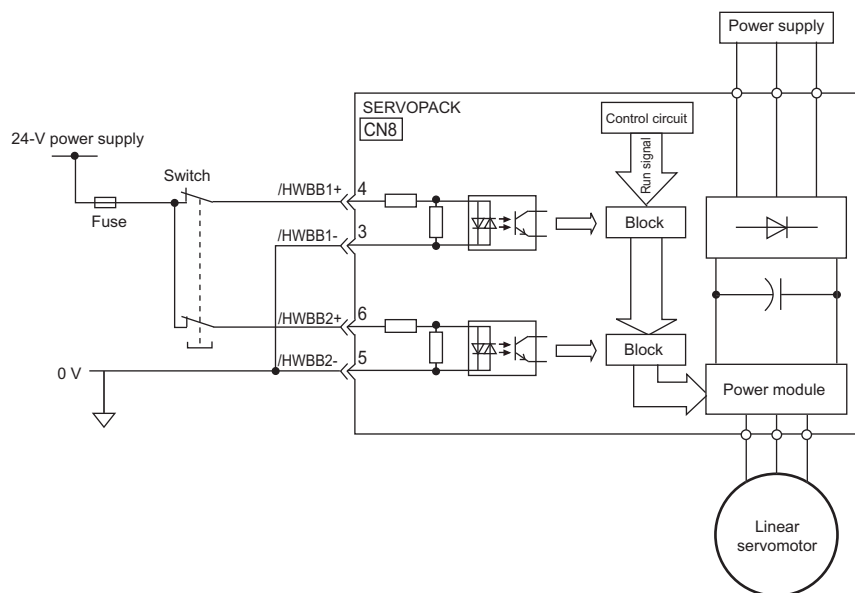 Power supply
SERVOPACK
CN8
Control circuit
24-V power supply
Run signal
Switch
/HWBB1+
4
Fuse
Block
/HWBB1-
3
/HWBB2+
6
Block
/HWBB2-
5
0 V
Power module
Linear
servomotor